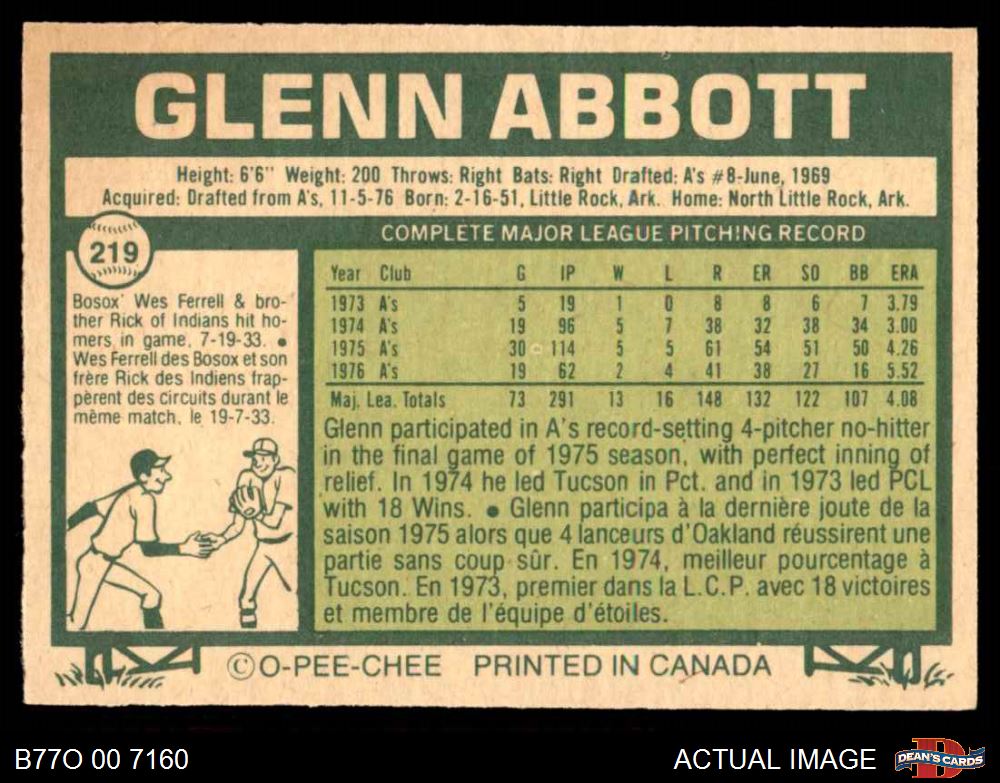 GLENN ABBOTT
Height: 6'6" Weight: 200 Throws: Right Bats: Right Drafted: A's #8-June, 1969
Acquired: Drafted from A's, 11-5-76 Born: 2-16-51, Little Rock, Ark. Home: North Little Rock, Ark.
219
Bosox' Wes Ferrell & bro-
ther Rick of Indians hit ho-
mers in game, 7-19-33. ●
Wes Ferrell des Bosox et son
frère Rick des Indiens frap-
pèrent des circuits durant le
même match, le 19-7-33.
COMPLETE MAJOR LEAGUE PITCHING RECORD
Year Club G IP W L R ER SO BB ERA
1973 A's 5 19 1 0 8 8 6 7 3.79
1974 A's 19 96 5 7 38 32 38 34 3.00
1975 A's 30 114 5 5 61 54 51 50 4.26
1976 A's 19 62 2 4 41 38 27 16 5.52
Maj. Lea. Totals 73 291 13 16 148 132 122 107 4.08
Glenn participated in A's record-setting 4-pitcher no-hitter
in the final game of 1975 season, with perfect inning of
relief. In 1974 he led Tucson in Pct. and in 1973 led PCL
with 18 Wins. ● Glenn participa à la dernière joute de la
saison 1975 alors que 4 lanceurs d'Oakland réussirent une
partie sans coup sûr. En 1974, meilleur pourcentage à
Tucson. En 1973, premier dans la L.C.P. avec 18 victoires
et membre de l'équipe d'étoiles.
© O-PEE-CHEE PRINTED IN CANADA
B77O 00 7160
ACTUAL IMAGE
D
DEAN'S CARDS